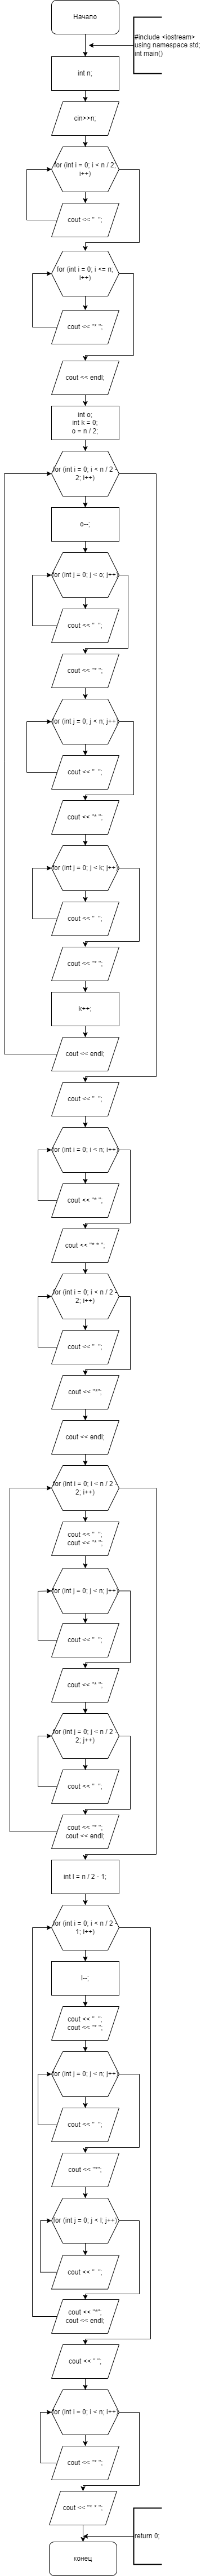 Начало
#include <iostream>
using namespace std;
int main()
int n;
cin>>n;
for (int i = 0; i < n / 2;
i++)
cout << "  ";
for (int i = 0; i <= n;
i++)
cout << "* ";
cout << endl;
int o;
int k = 0;
o = n / 2;
for (int i = 0; i < n / 2 -
2; i++)
o--;
for (int j = 0; j < o; j++)
cout << "  ";
cout << "* ";
for (int j = 0; j < n; j++)
cout << "  ";
cout << "* ";
for (int j = 0; j < k; j++)
cout << "  ";
cout << "* ";
k++;
cout << endl;
cout << "  ";
for (int i = 0; i < n; i++)
cout << "* ";
cout << "* * ";
for (int i = 0; i < n / 2 -
2; i++)
cout << "  ";
cout << "*";
cout << endl;
for (int i = 0; i < n / 2 -
2; i++)
cout << "  ";
cout << "* ";
for (int j = 0; j < n; j++)
cout << "  ";
cout << "* ";
for (int j = 0; j < n / 2 -
2; j++)
cout << "  ";
cout << "* ";
cout << endl;
int l = n / 2 - 1;
for (int i = 0; i < n / 2 -
1; i++)
l--;
cout << "  ";
cout << "* ";
for (int j = 0; j < n; j++)
cout << "  ";
cout << "*";
for (int j = 0; j < l; j++)
cout << "  ";
cout << "*";
cout << endl;
cout << " ";
for (int i = 0; i < n; i++)
cout << "* ";
cout << "* * ";
return 0;
конец